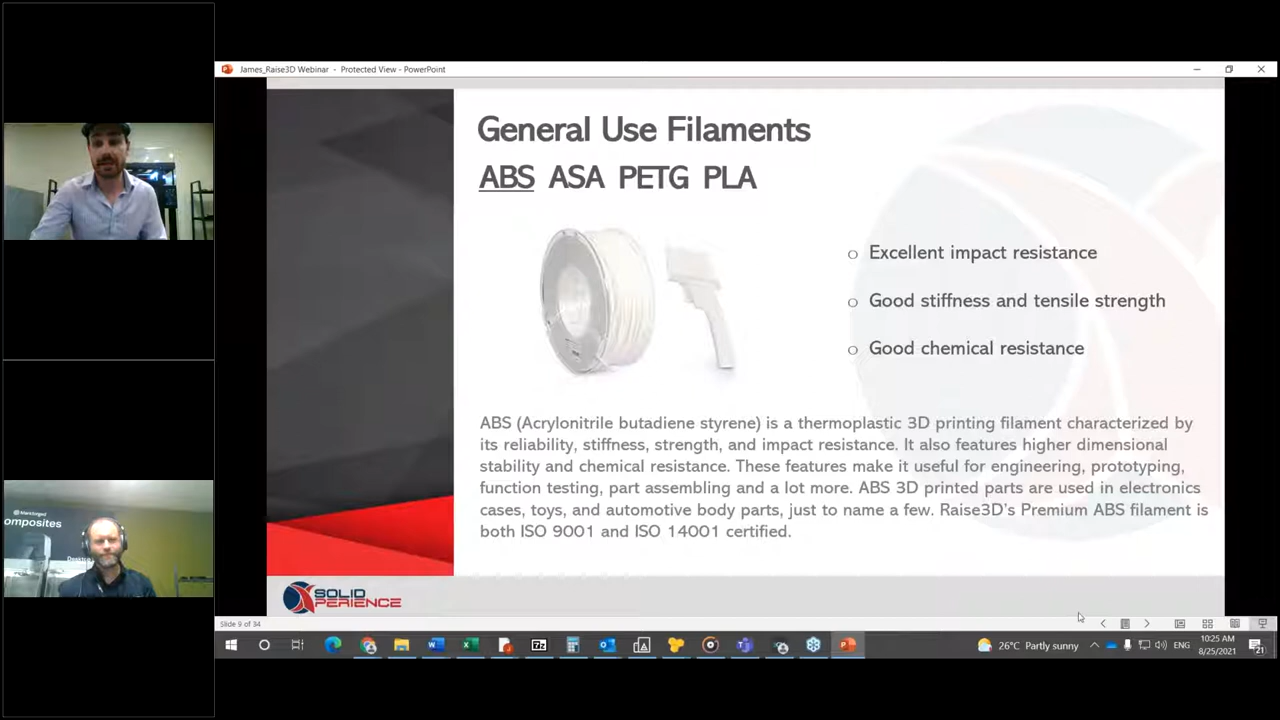 James_Raise3D Webinar - Protected View - PowerPoint
General Use Filaments
ABS ASA PETG PLA
o Excellent impact resistance
o Good stiffness and tensile strength
o Good chemical resistance
ABS (Acrylonitrile butadiene styrene) is a thermoplastic 3D printing filament characterized by
its reliability, stiffness, strength, and impact resistance. It also features higher dimensional
stability and chemical resistance. These features make it useful for engineering, prototyping,
function testing, part assembling and a lot more. ABS 3D printed parts are used in electronics
cases, toys, and automotive body parts, just to name a few. Raise3D's Premium ABS filament is
both ISO 9001 and ISO 14001 certified.
SOLID
XPERIENCE
Slide 9 of 34
26°C Partly sunny
ENG
10:25 AM
8/25/2021
21
Markforged
omposites
Deskto